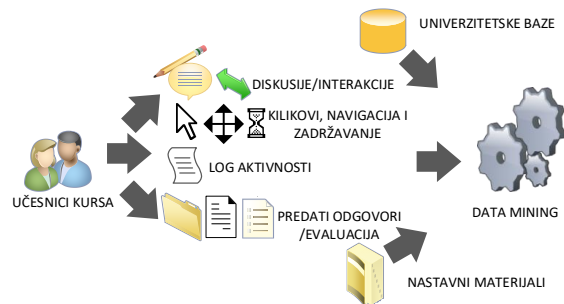 UNIVERZITETSKE BAZE
DISKUSIJE/INTERAKCIJE
KILIKOVI, NAVIGACIJA I
ZADRŽAVANJE
LOG AKTIVNOSTI
UČESNICI KURSA
PREDATI ODGOVORI
/EVALUACIJA
DATA MINING
NASTAVNI MATERIJALI